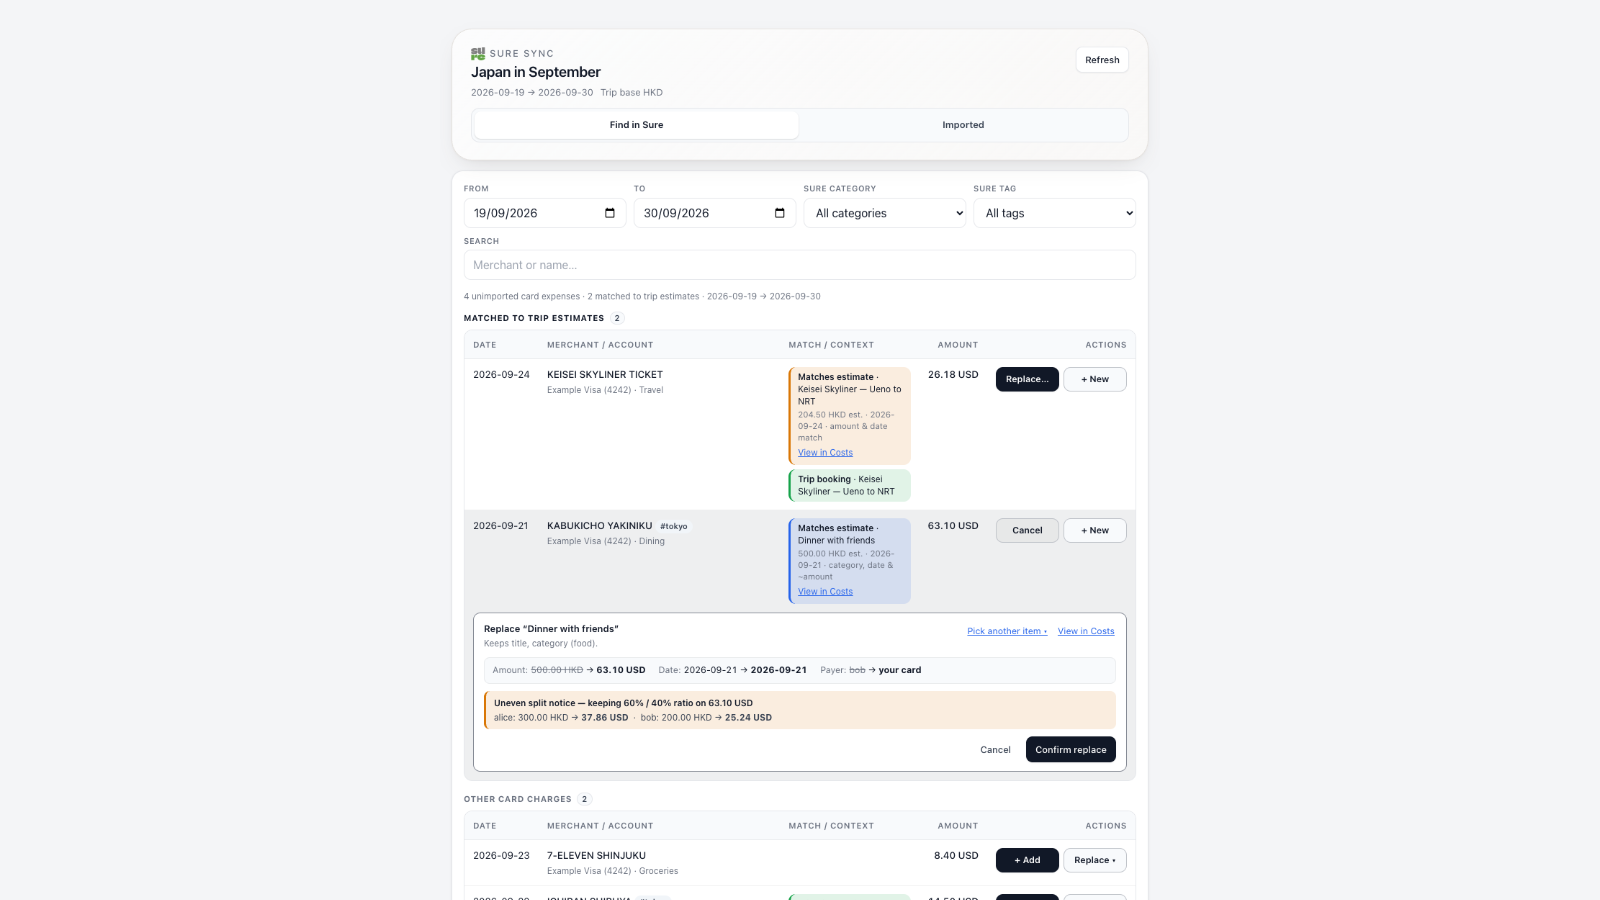 SURE SYNC
Japan in September
2026-09-19 → 2026-09-30 Trip base HKD
Refresh
Find in Sure
Imported
FROM
TO
SURE CATEGORY
SURE TAG
19/09/2026
30/09/2026
All categories
All tags
SEARCH
Merchant or name...
4 unimported card expenses · 2 matched to trip estimates · 2026-09-19 → 2026-09-30
MATCHED TO TRIP ESTIMATES 2
DATE MERCHANT / ACCOUNT MATCH / CONTEXT AMOUNT ACTIONS
2026-09-24
KEISEI SKYLINER TICKET
Example Visa (4242) · Travel
Matches estimate ·
Keisei Skyliner — Ueno to
NRT
204.50 HKD est. · 2026-
09-24 · amount & date
match
View in Costs
Trip booking · Keisei
Skyliner — Ueno to NRT
26.18 USD
Replace...
+ New
2026-09-21
KABUKICHO YAKINIKU #tokyo
Example Visa (4242) · Dining
Matches estimate ·
Dinner with friends
500.00 HKD est. · 2026-
09-21 · category, date &
~amount
View in Costs
63.10 USD
Cancel
+ New
Replace “Dinner with friends”
Keeps title, category (food).
Pick another item ▾
View in Costs
Amount: 500.00 HKD → 63.10 USD Date: 2026-09-21 → 2026-09-21 Payer: bob → your card
Uneven split notice — keeping 60% / 40% ratio on 63.10 USD
alice: 300.00 HKD → 37.86 USD · bob: 200.00 HKD → 25.24 USD
Cancel
Confirm replace
OTHER CARD CHARGES 2
DATE MERCHANT / ACCOUNT MATCH / CONTEXT AMOUNT ACTIONS
2026-09-23
7-ELEVEN SHINJUKU
Example Visa (4242) · Groceries
8.40 USD
+ Add
Replace ▾